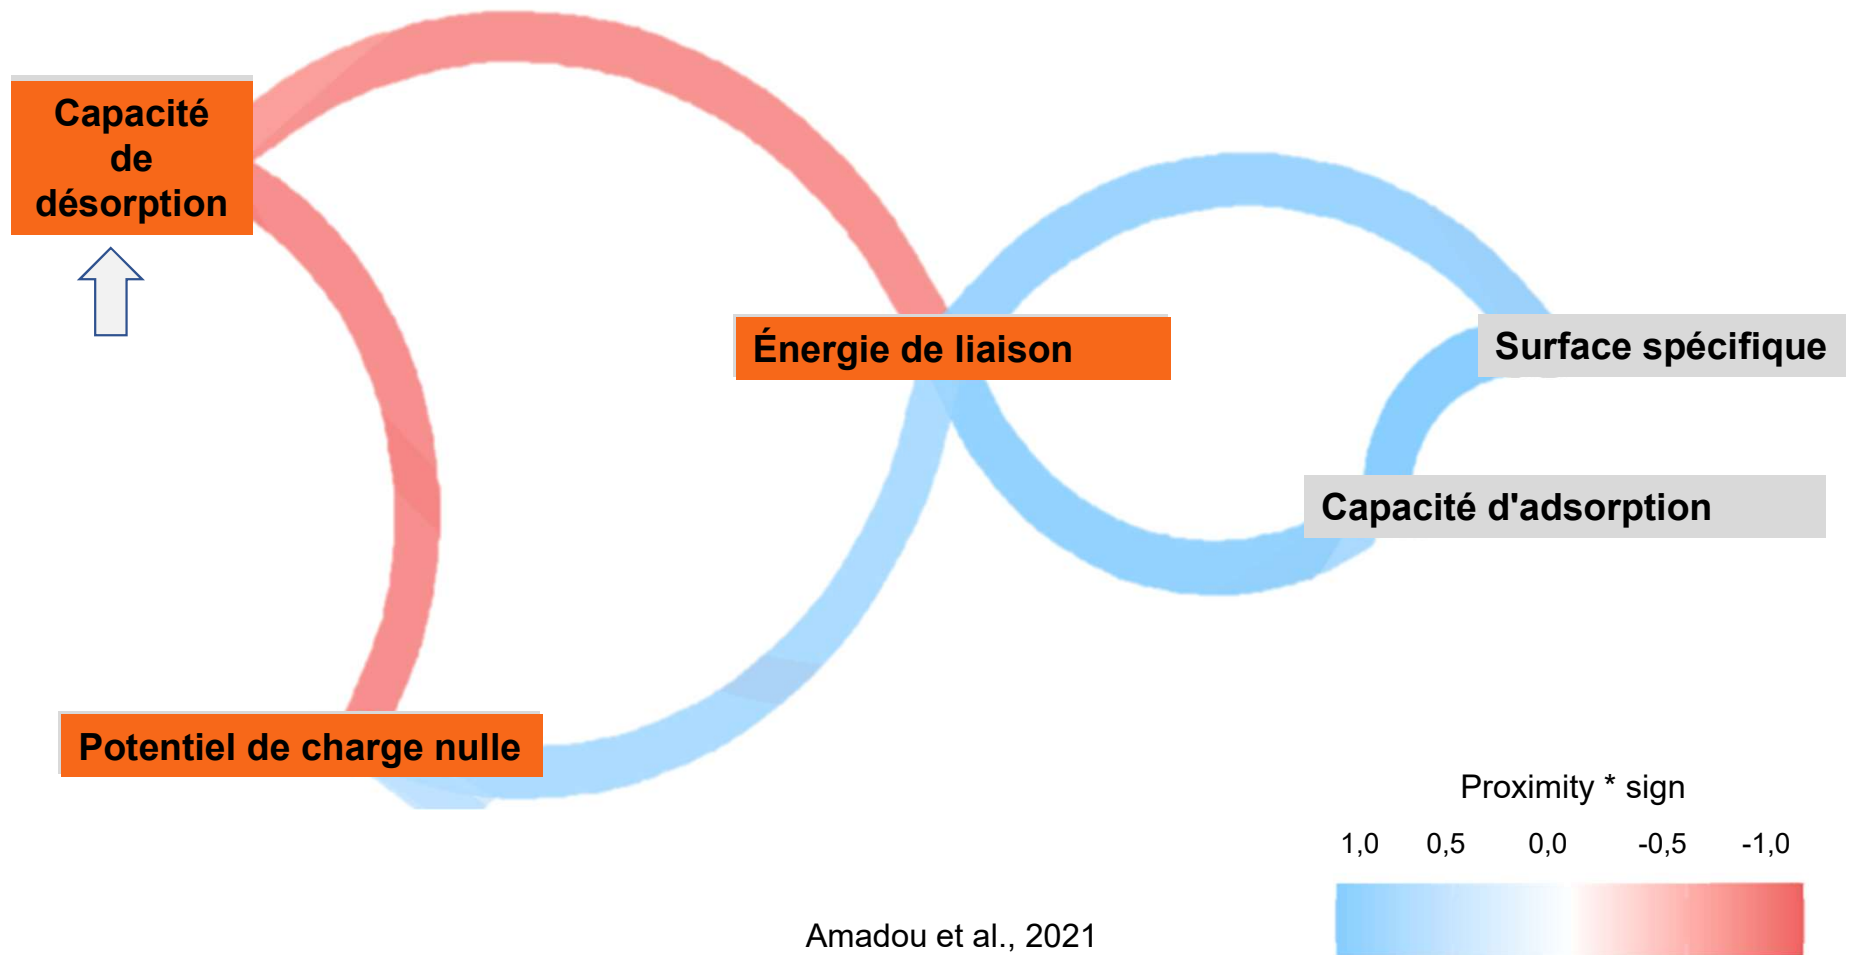 Capacité
de
désorption
Énergie de liaison
Surface spécifique
Capacité d'adsorption
Potentiel de charge nulle
Proximity * sign
1,0 0,5 0,0 -0,5 -1,0
Amadou et al., 2021